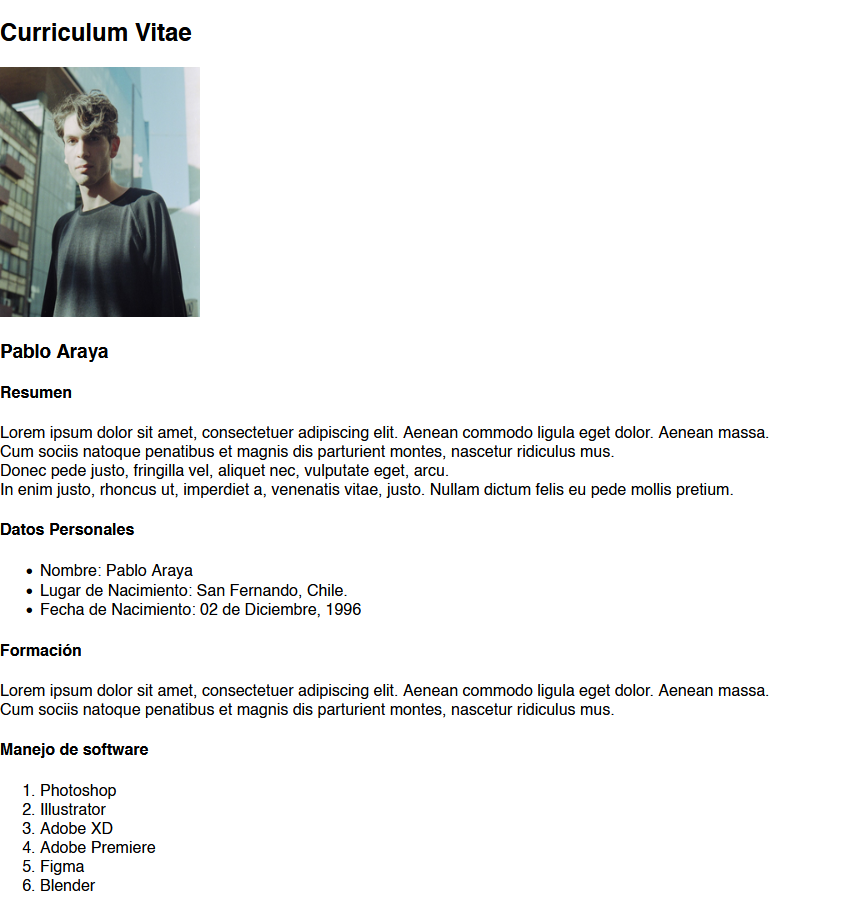 Curriculum Vitae
Pablo Araya
Resumen
Lorem ipsum dolor sit amet, consectetuer adipiscing elit. Aenean commodo ligula eget dolor. Aenean massa.
Cum sociis natoque penatibus et magnis dis parturient montes, nascetur ridiculus mus.
Donec pede justo, fringilla vel, aliquet nec, vulputate eget, arcu.
In enim justo, rhoncus ut, imperdiet a, venenatis vitae, justo. Nullam dictum felis eu pede mollis pretium.
Datos Personales
• Nombre: Pablo Araya
• Lugar de Nacimiento: San Fernando, Chile.
• Fecha de Nacimiento: 02 de Diciembre, 1996
Formación
Lorem ipsum dolor sit amet, consectetuer adipiscing elit. Aenean commodo ligula eget dolor. Aenean massa.
Cum sociis natoque penatibus et magnis dis parturient montes, nascetur ridiculus mus.
Manejo de software
1. Photoshop
2. Illustrator
3. Adobe XD
4. Adobe Premiere
5. Figma
6. Blender